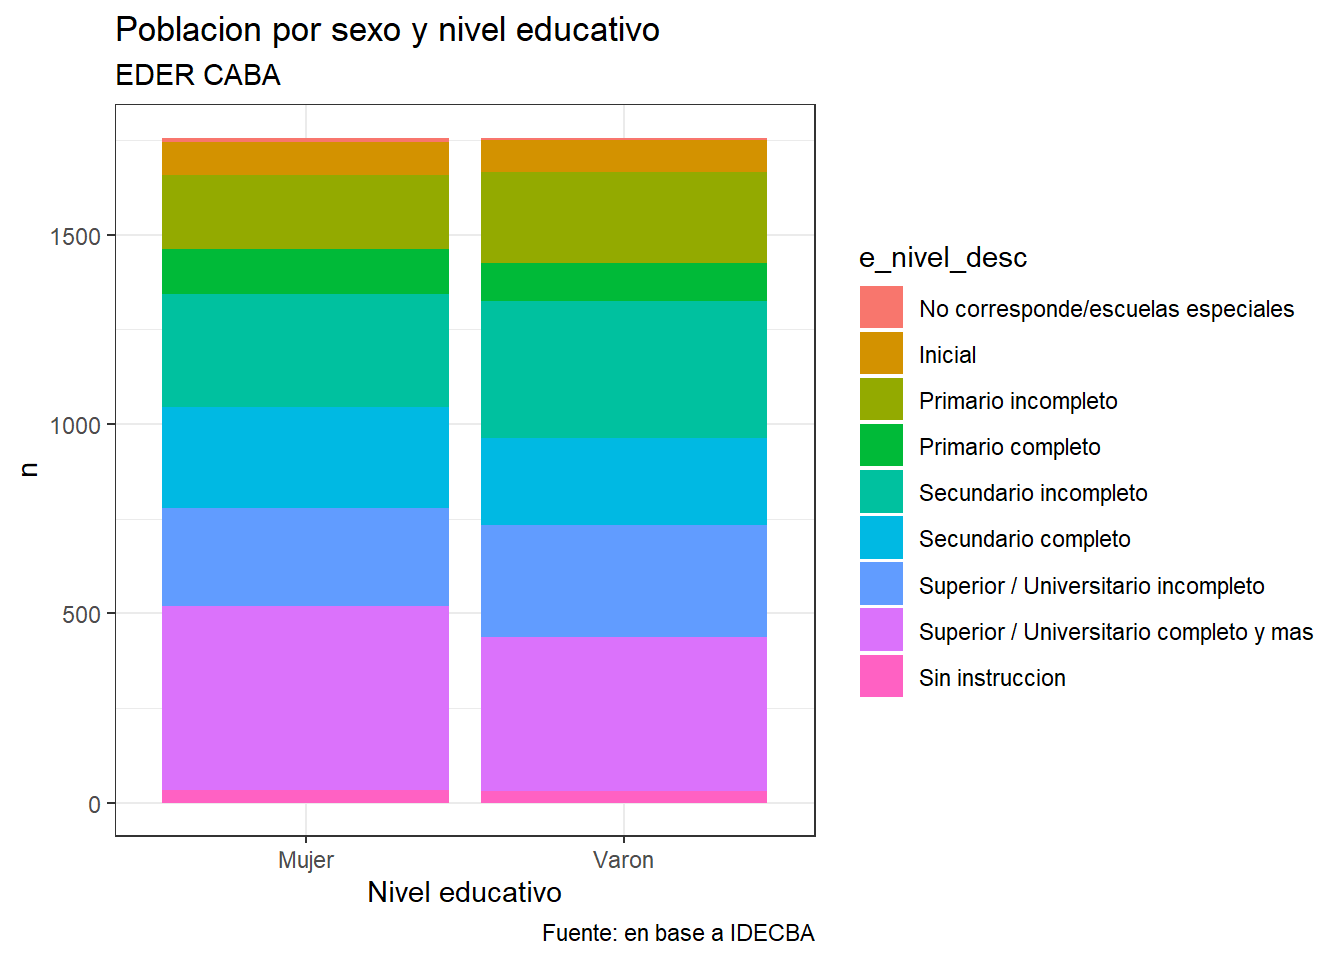 Poblacion por sexo y nivel educativo
EDER CABA
1500
1000
500
0
n
Mujer
Varon
Nivel educativo
Fuente: en base a IDECBA
e_nivel_desc
No corresponde/escuelas especiales
Inicial
Primario incompleto
Primario completo
Secundario incompleto
Secundario completo
Superior / Universitario incompleto
Superior / Universitario completo y mas
Sin instruccion